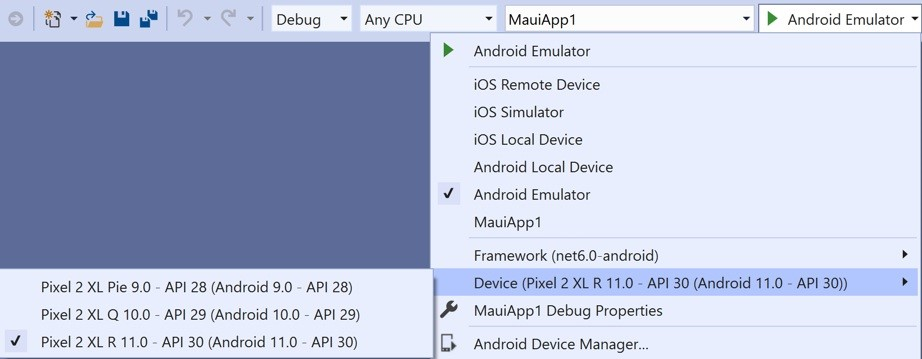 Debug Any CPU MauiApp1 Android Emulator
Android Emulator
iOS Remote Device
iOS Simulator
iOS Local Device
Android Local Device
Android Emulator
MauiApp1
Framework (net6.0-android)
Device (Pixel 2 XL R 11.0 - API 30 (Android 11.0 - API 30))
MauiApp1 Debug Properties
Android Device Manager...
Pixel 2 XL Pie 9.0 - API 28 (Android 9.0 - API 28)
Pixel 2 XL Q 10.0 - API 29 (Android 10.0 - API 29)
Pixel 2 XL R 11.0 - API 30 (Android 11.0 - API 30)